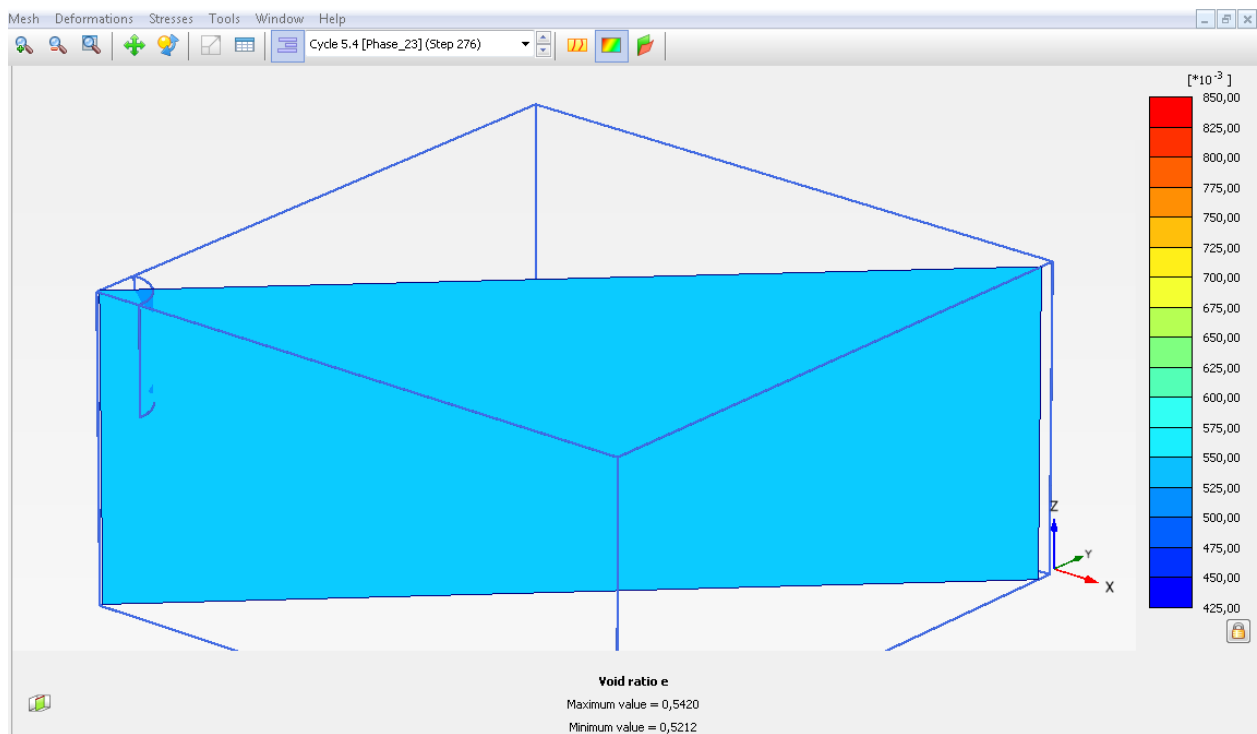 Mesh Deformations Stresses Tools Window Help
Cycle 5.4 [Phase_23] (Step 276)
[*10-3 ]
850,00
825,00
800,00
775,00
750,00
725,00
700,00
675,00
650,00
625,00
600,00
575,00
550,00
525,00
500,00
475,00
450,00
425,00
Z
Y
X
Void ratio e
Maximum value = 0,5420
Minimum value = 0,5212